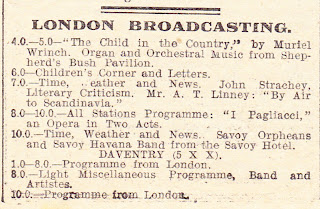 LONDON BROADCASTING.
4.0.—5.0—"The Child in the Country," by Muriel
Wrinch. Organ and Orchestral Music from Shep-
herd's Bush Pavilion.
6.0—Children's Corner and Letters.
7.0—Time, Weather and News. John Strachey,
Literary Criticism. Mr. A. T. Linney: "By Air
to Scandinavia."
8.0—10.0.—All Stations Programme: "I Pagliacci,"
an Opera in Two Acts.
10.0.—Time, Weather and News. Savoy Orpheans
and Savoy Havana Band from the Savoy Hotel.
DAVENTRY (5 X X).
1.0—8.0.—Programme from London.
8.0—Light Miscellaneous Programme, Band and
Artistes.
10.0.—Programme from London.